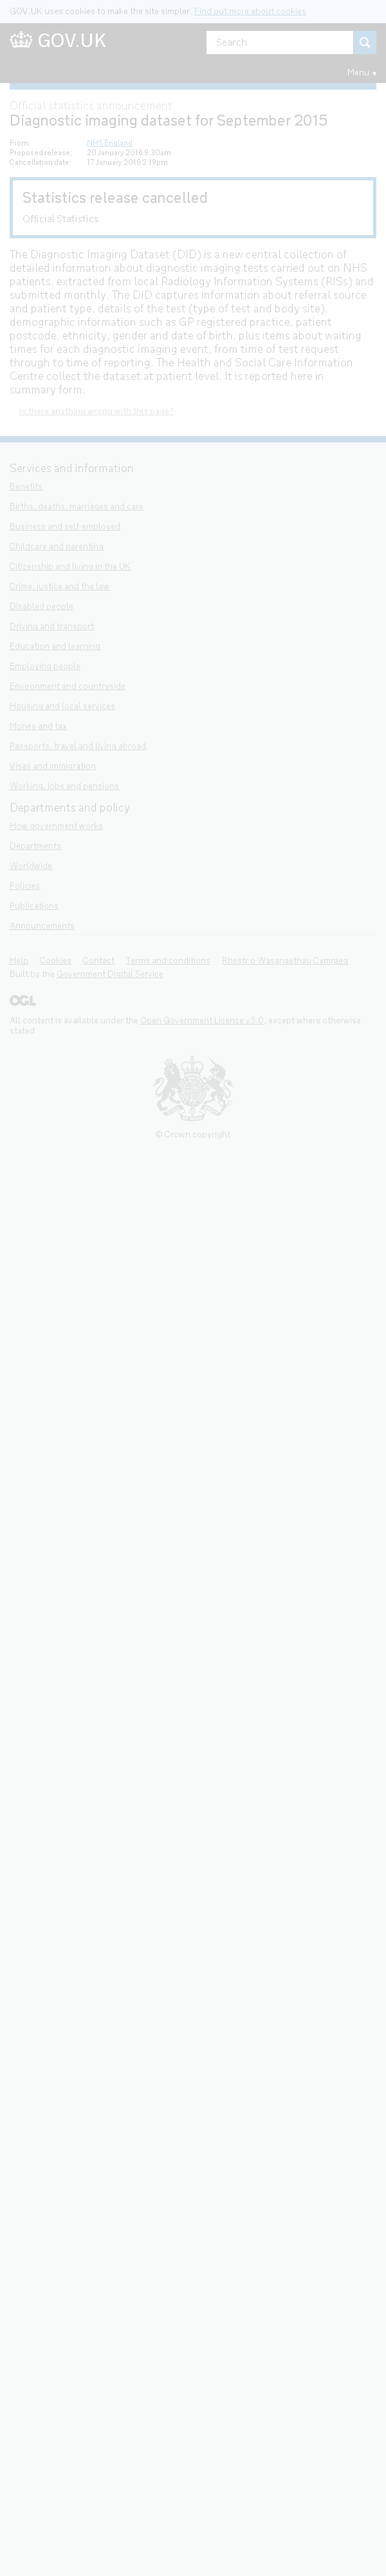 GOV.UK uses cookies to make the site simpler. Find out more about cookies
GOV.UK
Search
Menu ▾
Official statistics announcement
Diagnostic imaging dataset for September 2015
From: NHS England
Proposed release: 20 January 2016 9:30am
Cancellation date: 17 January 2016 2:19pm
Statistics release cancelled
Official Statistics
The Diagnostic Imaging Dataset (DID) is a new central collection of
detailed information about diagnostic imaging tests carried out on NHS
patients, extracted from local Radiology Information Systems (RISs) and
submitted monthly. The DID captures information about referral source
and patient type, details of the test (type of test and body site),
demographic information such as GP registered practice, patient
postcode, ethnicity, gender and date of birth, plus items about waiting
times for each diagnostic imaging event, from time of test request
through to time of reporting. The Health and Social Care Information
Centre collect the dataset at patient level. It is reported here in
summary form.
Is there anything wrong with this page?
Services and information
Benefits
Births, deaths, marriages and care
Business and self-employed
Childcare and parenting
Citizenship and living in the UK
Crime, justice and the law
Disabled people
Driving and transport
Education and learning
Employing people
Environment and countryside
Housing and local services
Money and tax
Passports, travel and living abroad
Visas and immigration
Working, jobs and pensions
Departments and policy
How government works
Departments
Worldwide
Policies
Publications
Announcements
Help Cookies Contact Terms and conditions Rhestr o Wasanaethau Cymraeg
Built by the Government Digital Service
OGL
All content is available under the Open Government Licence v3.0, except where otherwise
stated
© Crown copyright